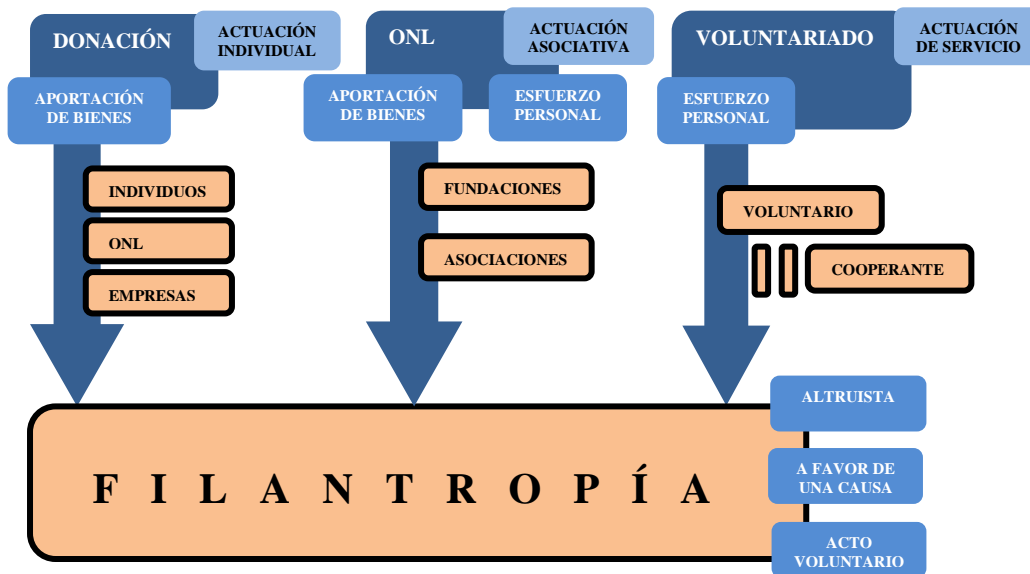 DONACIÓN
ACTUACIÓN
INDIVIDUAL
APORTACIÓN
DE BIENES
INDIVIDUOS
ONL
EMPRESAS
ONL
ACTUACIÓN
ASOCIATIVA
APORTACIÓN
DE BIENES
ESFUERZO
PERSONAL
FUNDACIONES
ASOCIACIONES
VOLUNTARIADO
ACTUACIÓN
DE SERVICIO
ESFUERZO
PERSONAL
VOLUNTARIO
COOPERANTE
F I L A N T R O P Í A
ALTRUISTA
A FAVOR DE
UNA CAUSA
ACTO
VOLUNTARIO